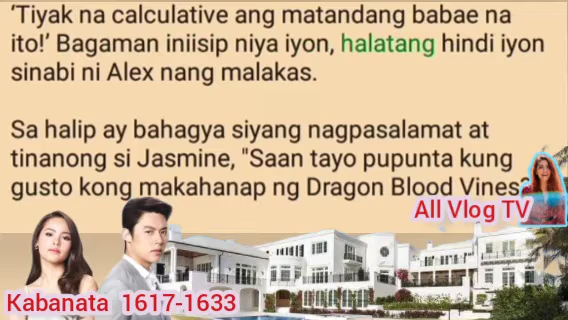 ‘Tiyak na calculative ang matandang babae na
ito!’ Bagaman iniisip niya iyon, halatang hindi iyon
sinabi ni Alex nang malakas.
Sa halip ay bahagya siyang nagpasalamat at
tinanong si Jasmine, "Saan tayo pupunta kung
gusto kong makahanap ng Dragon Blood Vines?
All Vlog TV
Kabanata 1617-1633